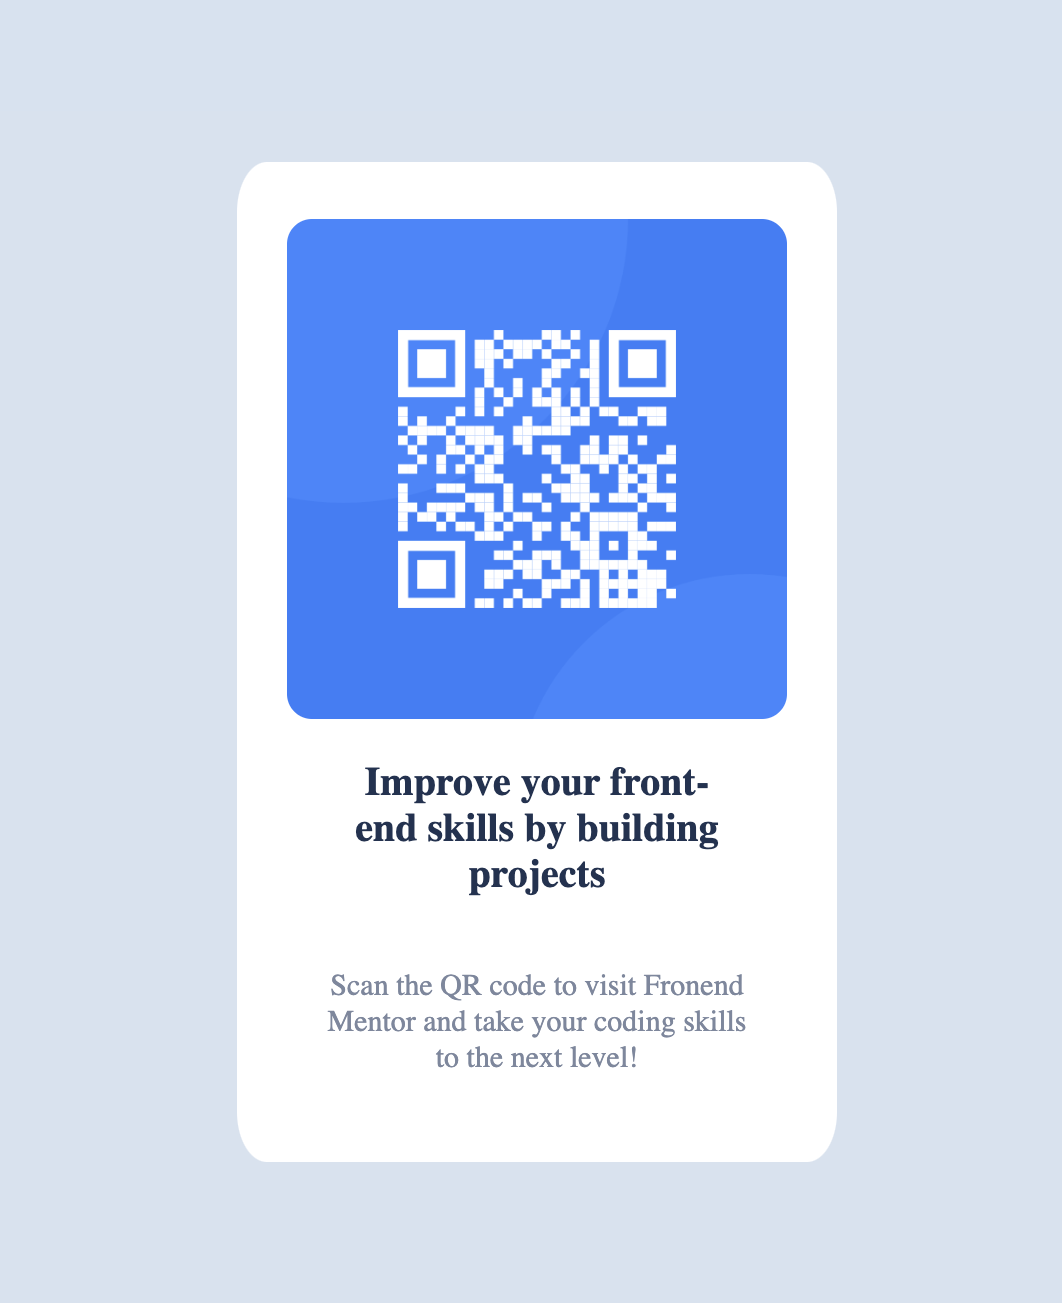 Improve your front-
end skills by building
projects
Scan the QR code to visit Fronend
Mentor and take your coding skills
to the next level!